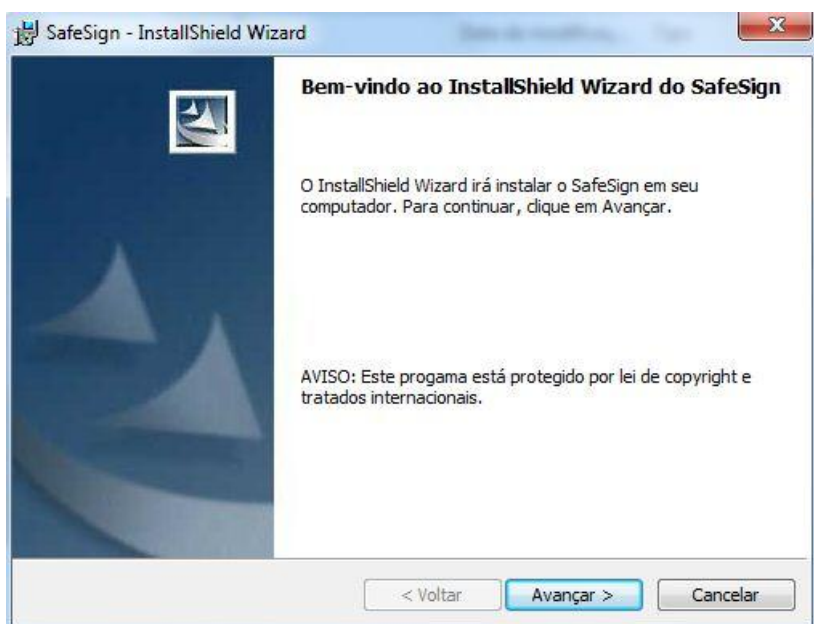 SafeSign - InstallShield Wizard
Bem-vindo ao InstallShield Wizard do SafeSign
O InstallShield Wizard irá instalar o SafeSign em seu
computador. Para continuar, clique em Avançar.
AVISO: Este progama está protegido por lei de copyright e
tratados internacionais.
< Voltar
Avançar >
Cancelar